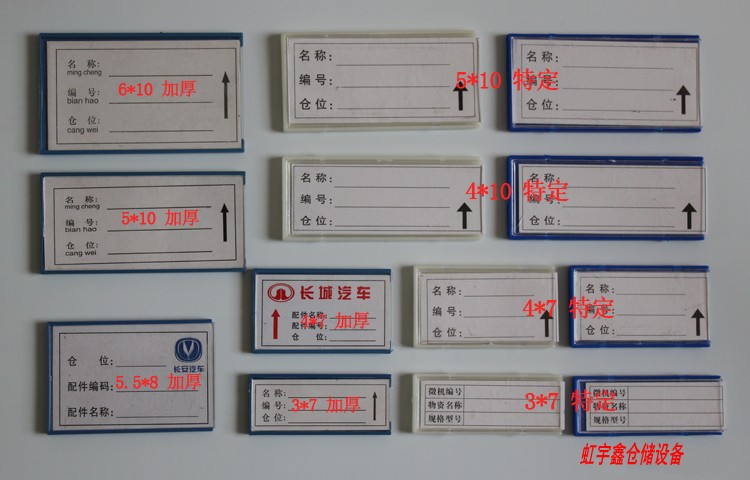 名 称:
ming cheng
编 号:
bian hao
仓 位:
cang wei
6*10 加厚
名称:
编号:
仓位:
5*10 特定
名称:
编号:
仓位:
名 称:
ming cheng
编 号:
bian hao
仓 位:
cang wei
5*10 加厚
名称:
编号:
仓位:
4*10 特定
名称:
编号:
仓位:
长城汽车
配件名称:
配件编号:
仓 位:
4*7 加厚
名称:
编号:
仓位:
4*7 特定
名称:
编号:
仓位:
仓 位:
长安汽车
配件编码:
配件名称:
5.5*8 加厚
名称:
编号:
仓位:
3*7 加厚
微机编号
物资名称
规格型号
3*7 特定
微机编号
物资名称
规格型号
虹宇鑫仓储设备